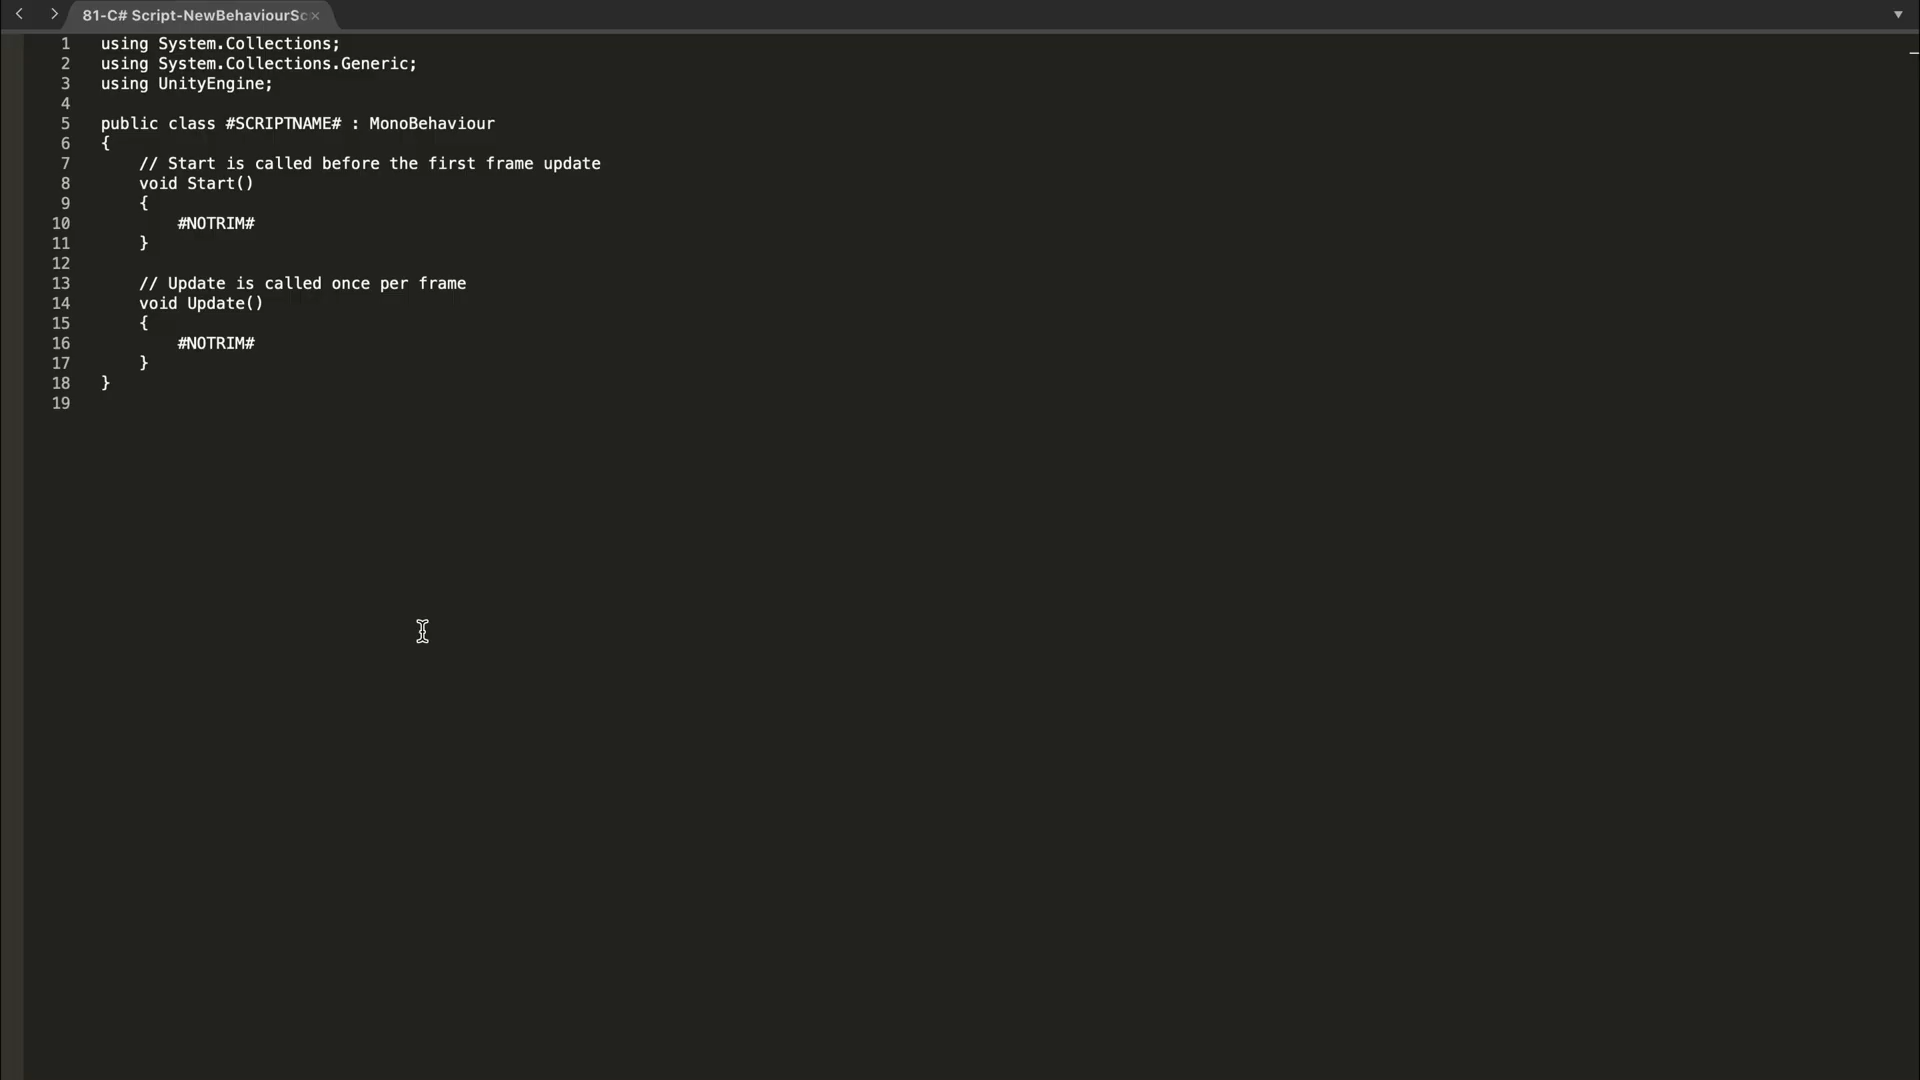 81-C# Script-NewBehaviourSc
1 using System.Collections;
2 using System.Collections.Generic;
3 using UnityEngine;
4
5 public class #SCRIPTNAME# : MonoBehaviour
6 {
7     // Start is called before the first frame update
8     void Start()
9     {
10         #NOTRIM#
11     }
12
13     // Update is called once per frame
14     void Update()
15     {
16         #NOTRIM#
17     }
18 }
19